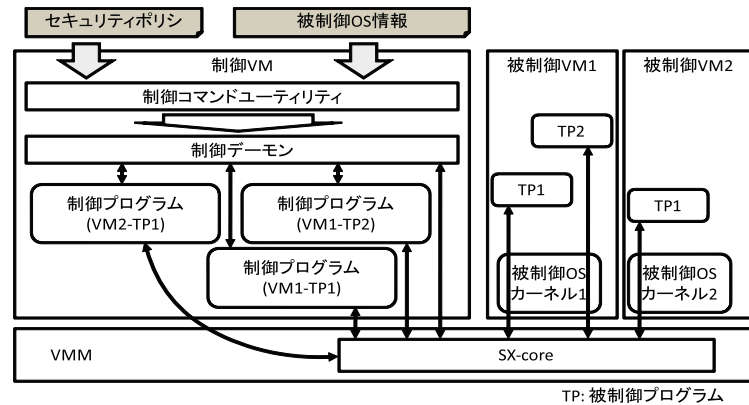 セキュリティポリシ
被制御OS情報
制御VM
被制御VM1
被制御VM2
制御コマンドユーティリティ
制御デーモン
TP2
TP1
TP1
制御プログラム
(VM2-TP1)
制御プログラム
(VM1-TP2)
制御プログラム
(VM1-TP1)
被制御OS
カーネル1
被制御OS
カーネル2
VMM
SX-core
TP: 被制御プログラム